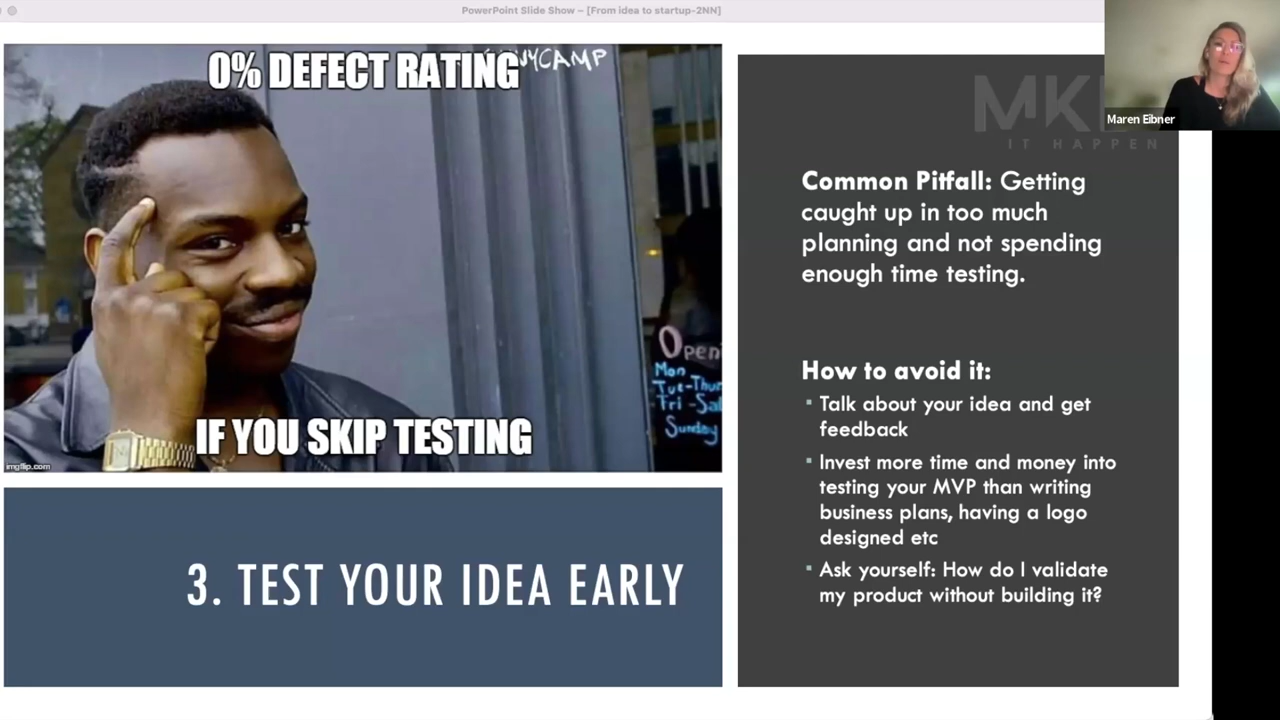 PowerPoint Slide Show – [From idea to startup-2NN]
0% DEFECT RATING
IF YOU SKIP TESTING
Open
Mon
Tue-Thur
Fri -Sat
Sunday
imgflip.com
3. TEST YOUR IDEA EARLY
IT HAPPEN
Maren Eibner
Common Pitfall: Getting
caught up in too much
planning and not spending
enough time testing.
How to avoid it:
▪ Talk about your idea and get
feedback
▪ Invest more time and money into
testing your MVP than writing
business plans, having a logo
designed etc
▪ Ask yourself: How do I validate
my product without building it?